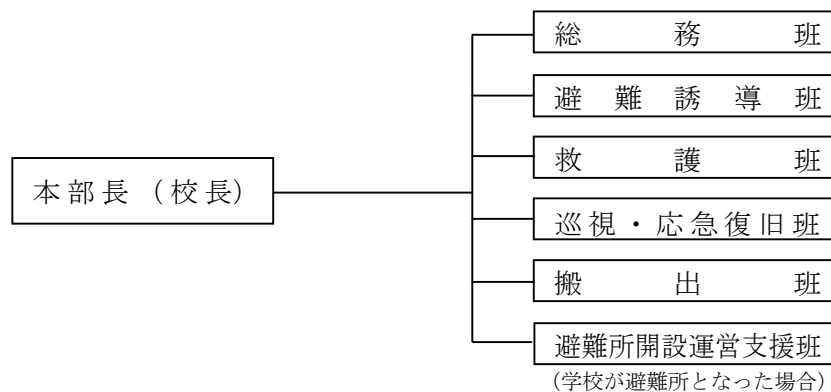 総務班
避難誘導班
救護班
本部長（校長）
巡視・応急復旧班
搬出班
避難所開設運営支援班
（学校が避難所となった場合）